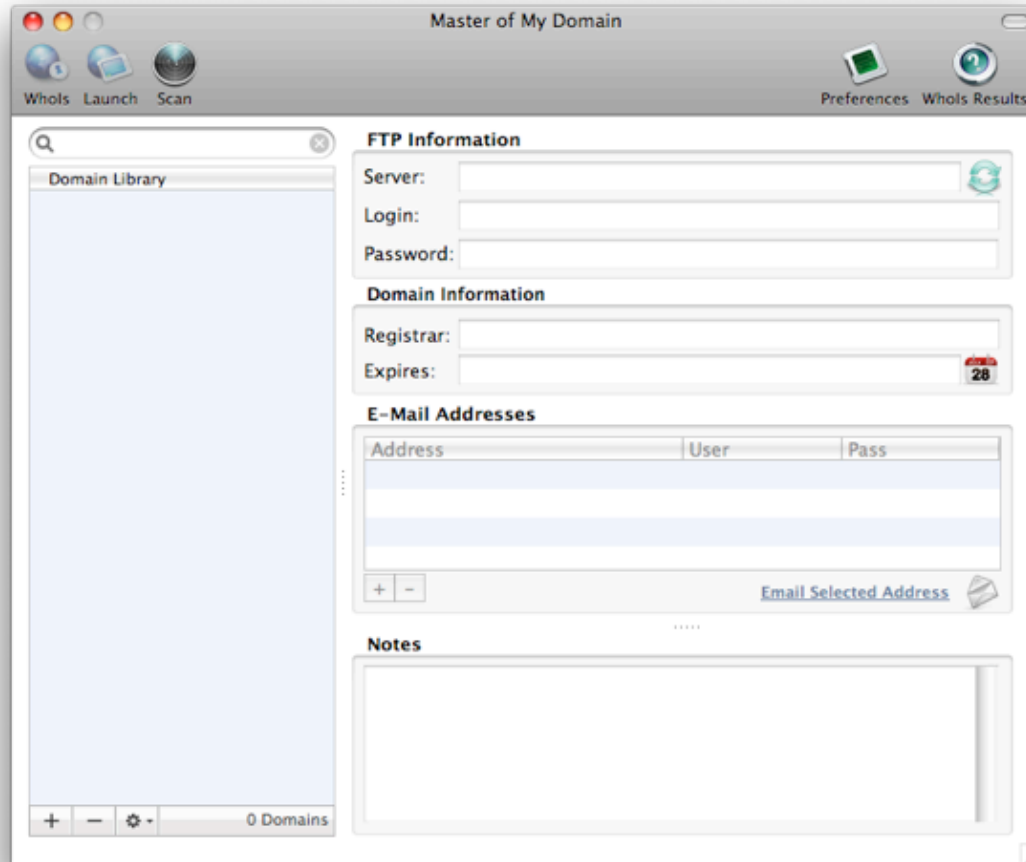 Master of My Domain
WhoIs Launch Scan Preferences WhoIs Results
Domain Library
FTP Information
Server:
Login:
Password:
Domain Information
Registrar:
Expires:
28
E-Mail Addresses
Address User Pass
+ -
Email Selected Address
Notes
+ - 0 Domains